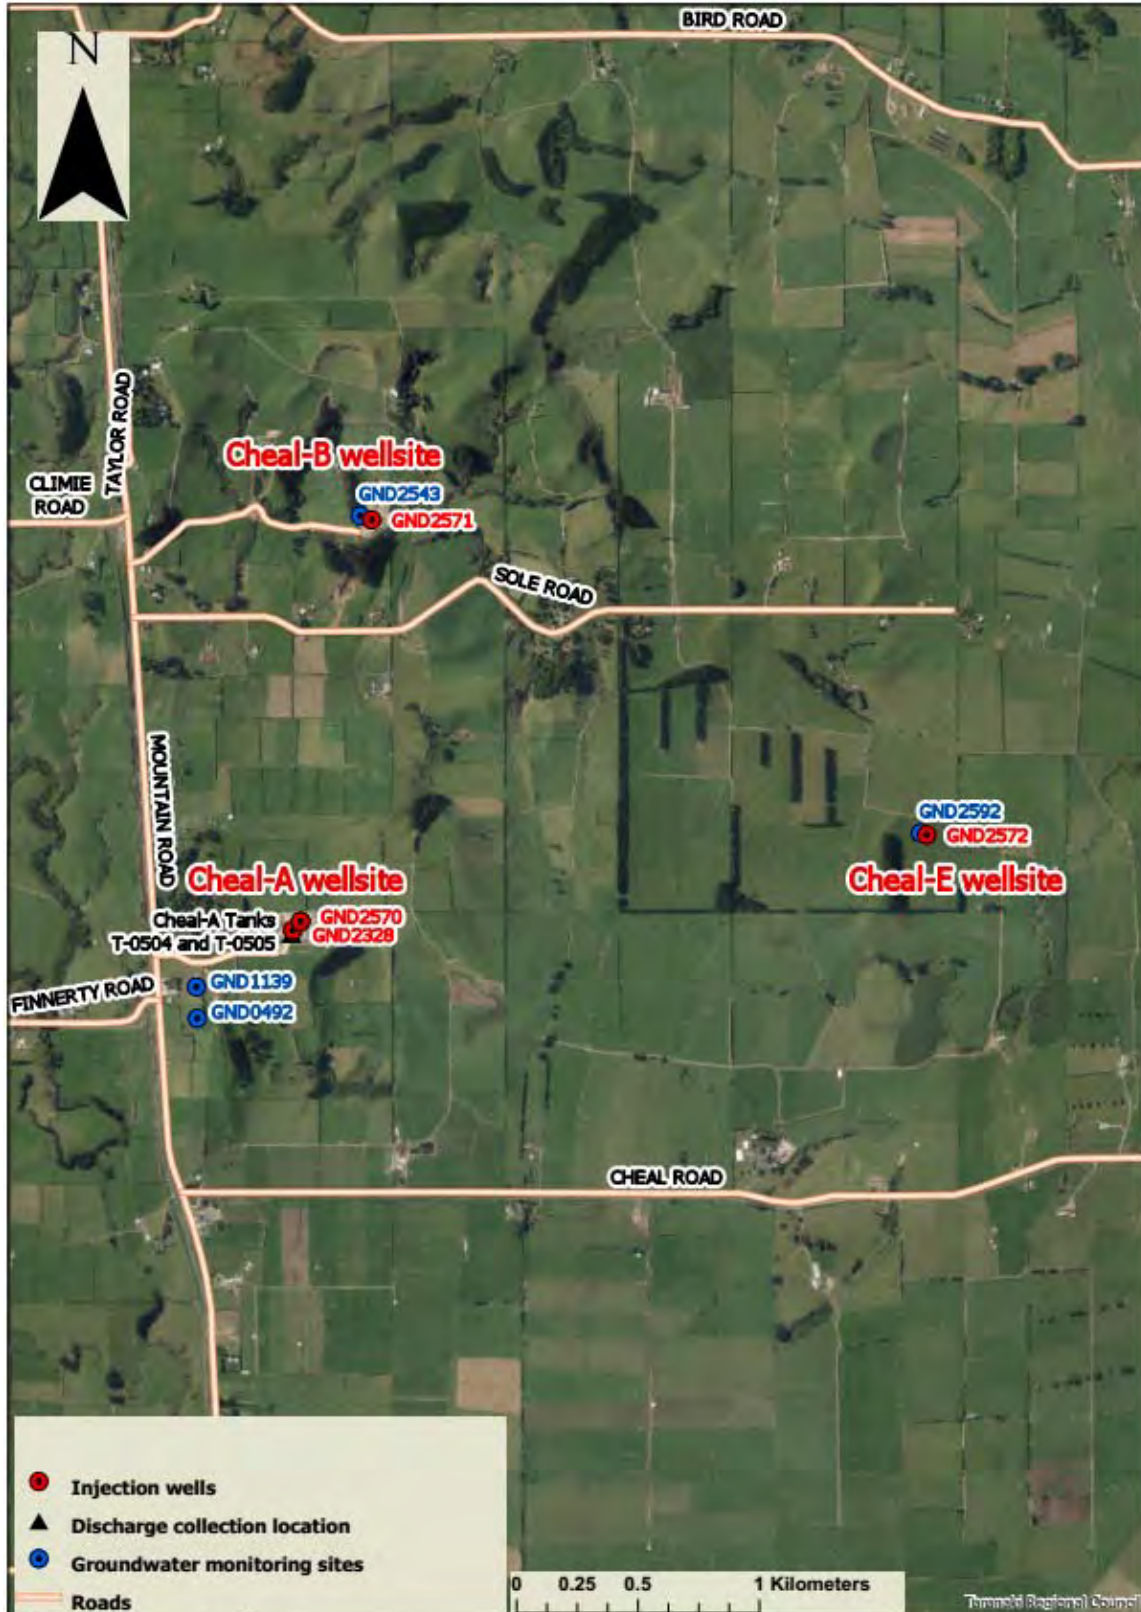 BIRD ROAD
N
TAYLOR ROAD
Cheal-B wellsite
CLIMIE
ROAD
GND2543
GND2571
SOLE ROAD
MOUNTAIN ROAD
GND2592
GND2572
Cheal-A wellsite
Cheal-E wellsite
Cheal-A Tanks
T-0504 and T-0505
GND2570
GND2328
FINNERTY ROAD
GND1139
GND0492
CHEAL ROAD
Injection wells
Discharge collection location
Groundwater monitoring sites
Roads
0 0.25 0.5 1 Kilometers
Taranaki Regional Council